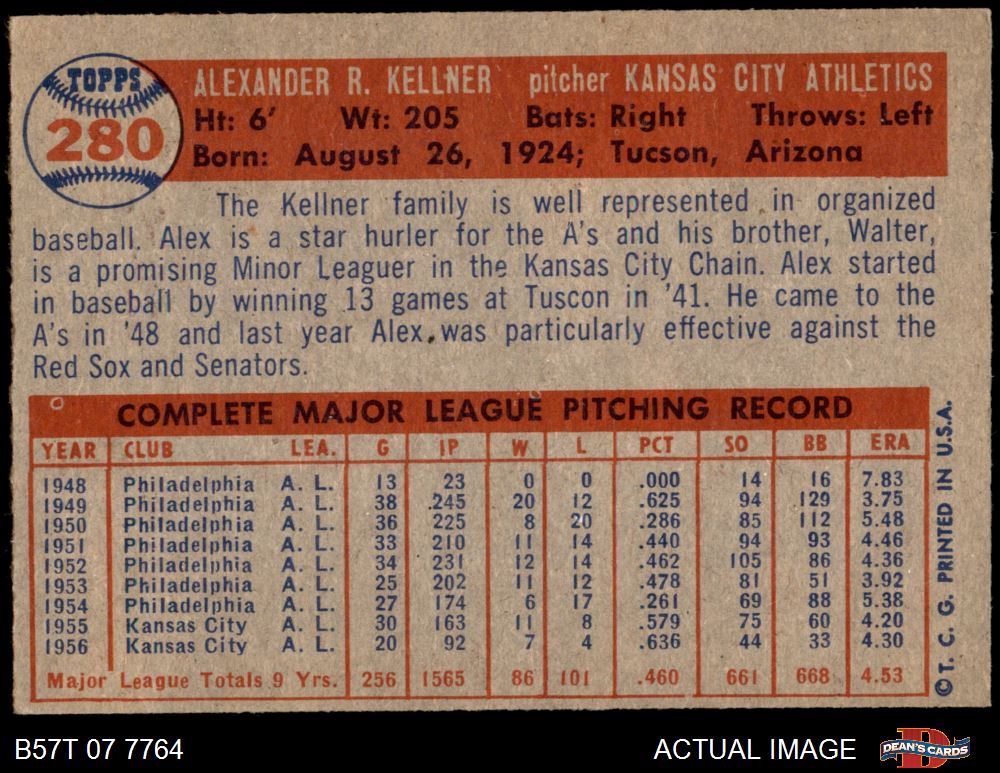 TOPPS
280
ALEXANDER R. KELLNER pitcher KANSAS CITY ATHLETICS
Ht: 6' Wt: 205 Bats: Right Throws: Left
Born: August 26, 1924; Tucson, Arizona
The Kellner family is well represented in organized
baseball. Alex is a star hurler for the A's and his brother, Walter,
is a promising Minor Leaguer in the Kansas City Chain. Alex started
in baseball by winning 13 games at Tuscon in '41. He came to the
A's in '48 and last year Alex was particularly effective against the
Red Sox and Senators.
COMPLETE MAJOR LEAGUE PITCHING RECORD
YEAR CLUB LEA. G IP W L PCT SO BB ERA
1948 Philadelphia A. L. 13 23 0 0 .000 14 16 7.83
1949 Philadelphia A. L. 38 245 20 12 .625 94 129 3.75
1950 Philadelphia A. L. 36 225 8 20 .286 85 112 5.48
1951 Philadelphia A. L. 33 210 11 14 .440 94 93 4.46
1952 Philadelphia A. L. 34 231 12 14 .462 105 86 4.36
1953 Philadelphia A. L. 25 202 11 12 .478 81 51 3.92
1954 Philadelphia A. L. 27 174 6 17 .261 69 88 5.38
1955 Kansas City A. L. 30 163 11 8 .579 75 60 4.20
1956 Kansas City A. L. 20 92 7 4 .636 44 33 4.30
Major League Totals 9 Yrs. 256 1565 86 101 .460 661 668 4.53
© T. C. G. PRINTED IN U.S.A.
B57T 07 7764 ACTUAL IMAGE DEAN'S CARDS